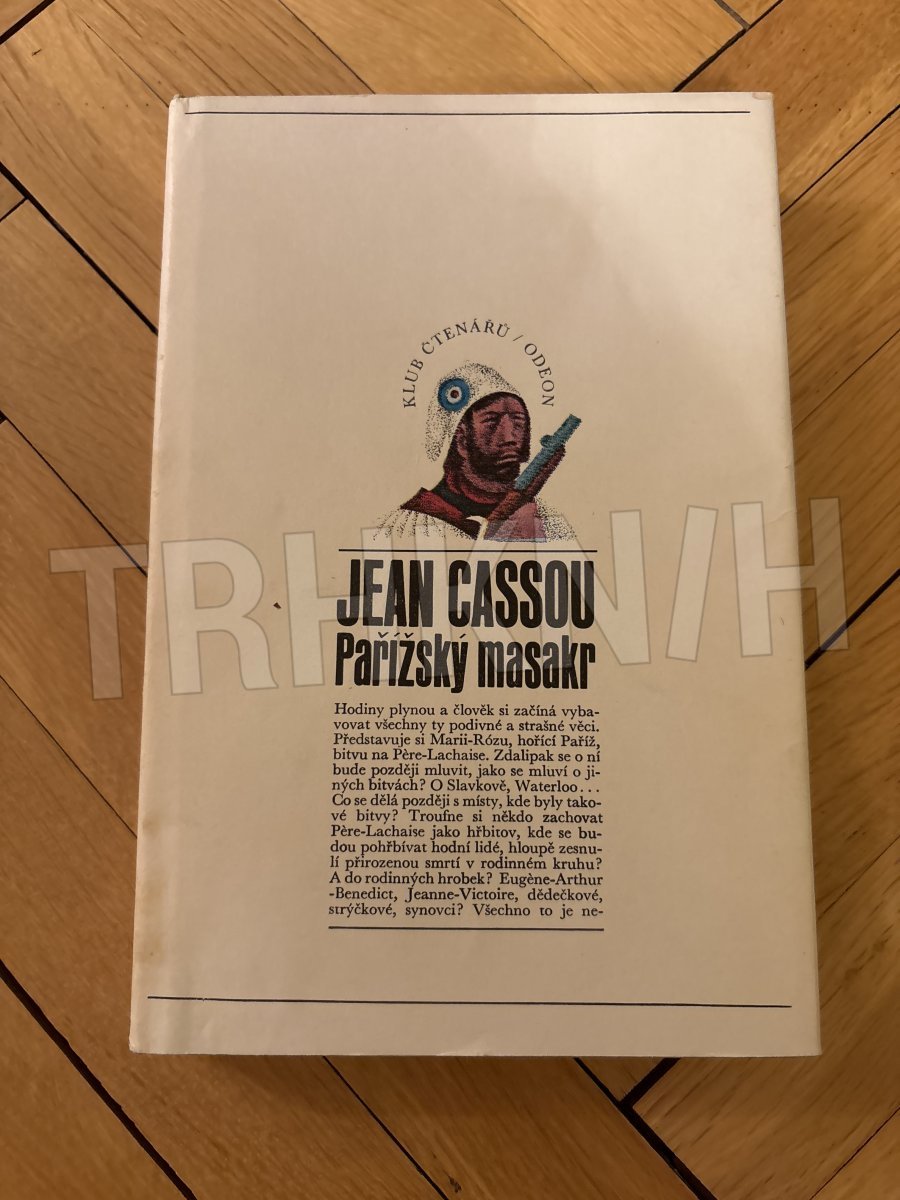 KLUB ČTENÁŘŮ / ODEON
JEAN CASSOU
Pařížský masakr
Hodiny plynou a člověk si začíná vyba-
vovat všechny ty podivné a strašné věci.
Představuje si Marii-Rózu, hořící Paříž,
bitvu na Père-Lachaise. Zdalipak se o ní
bude později mluvit, jako se mluví o ji-
ných bitvách? O Slavkově, Waterloo...
Co se dělá později s místy, kde byly tako-
vé bitvy? Troufne si někdo zachovat
Père-Lachaise jako hřbitov, kde se bu-
dou pohřbívat hodní lidé, hloupě zesnu-
lí přirozenou smrtí v rodinném kruhu?
A do rodinných hrobek? Eugène-Arthur
-Benedict, Jeanne-Victoire, dědečkové,
strýčkové, synovci? Všechno to je ne-
TRHKN/H